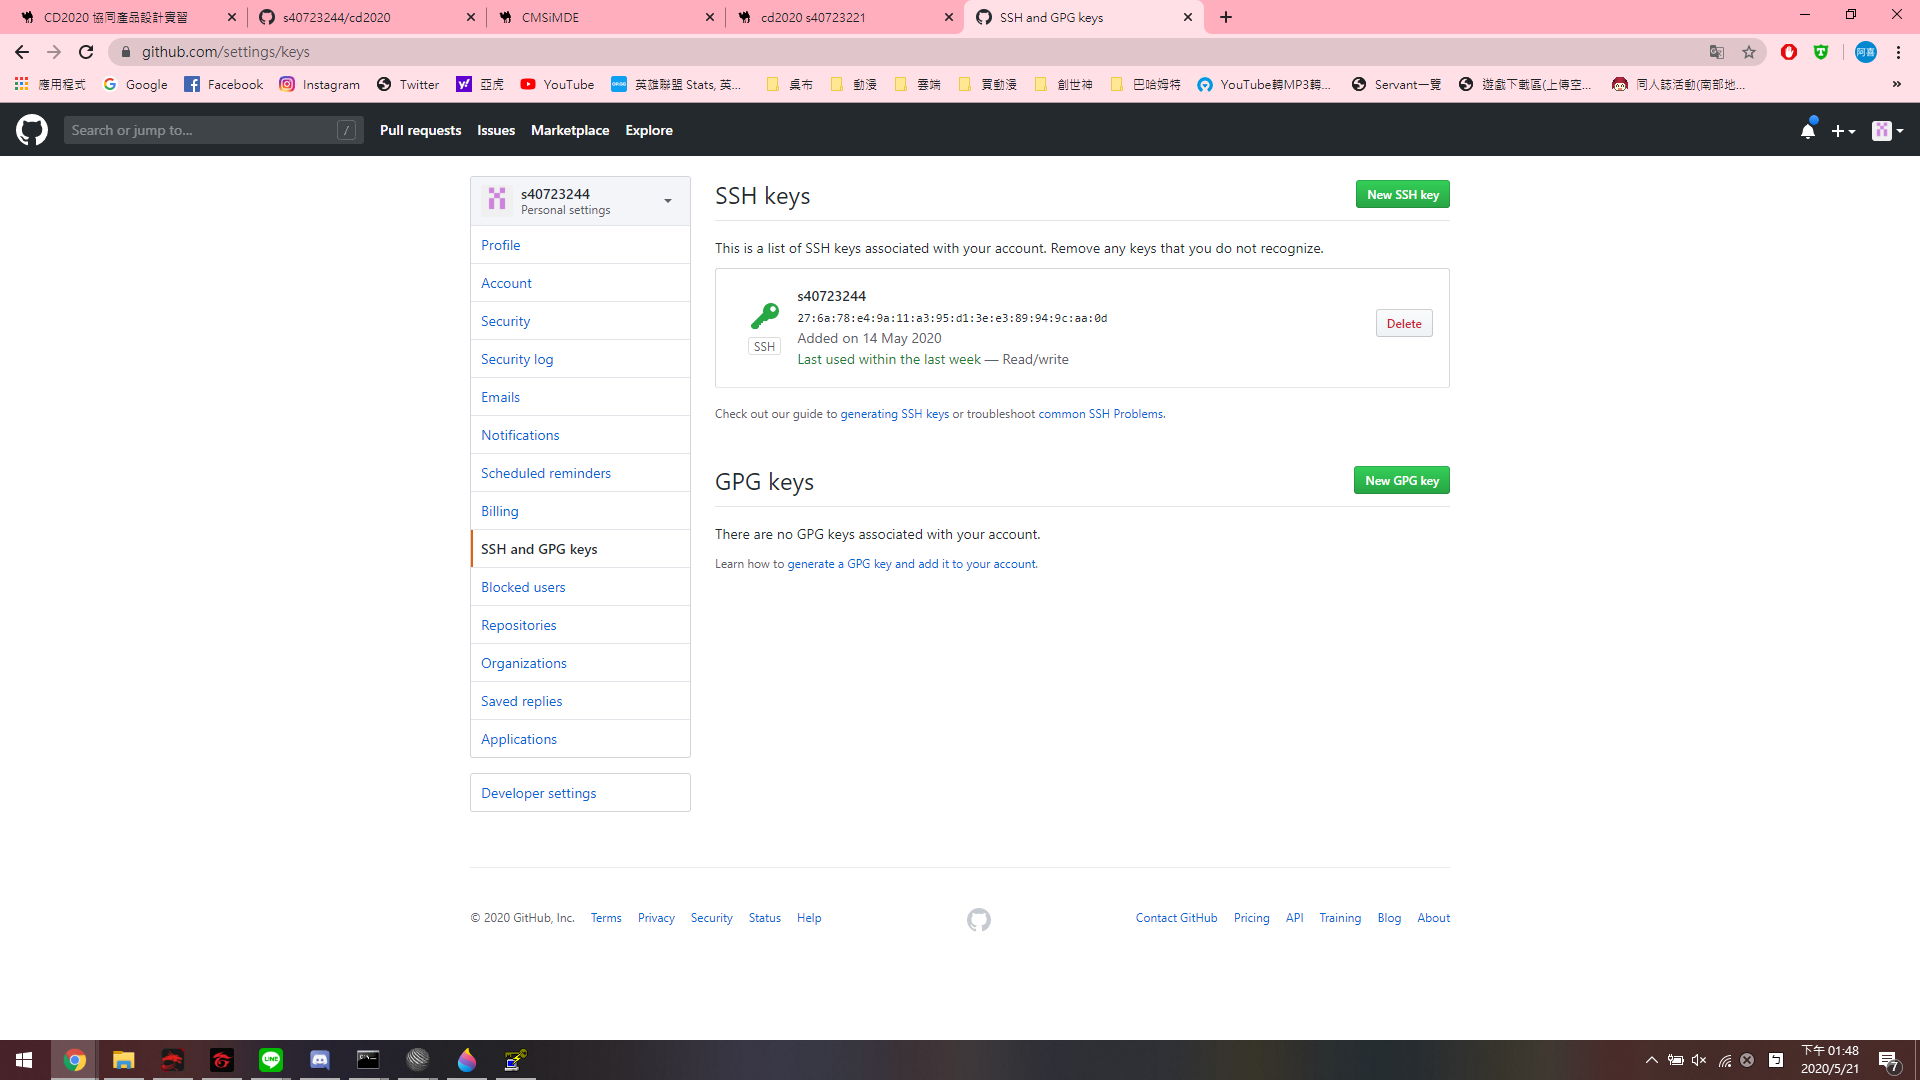 CD2020 協同產品設計實習
s40723244/cd2020
CMSiMDE
cd2020 s40723221
SSH and GPG keys
github.com/settings/keys
阿喜
應用程式
Google
Facebook
Instagram
Twitter
亞虎
YouTube
英雄聯盟 Stats, 英...
桌布
動漫
雲端
買動漫
創世神
巴哈姆特
YouTube轉MP3轉...
Servant一覽
遊戲下載區(上傳空...
同人誌活動(南部地...
»
Search or jump to...
/
Pull requests
Issues
Marketplace
Explore
s40723244
Personal settings
Profile
Account
Security
Security log
Emails
Notifications
Scheduled reminders
Billing
SSH and GPG keys
Blocked users
Repositories
Organizations
Saved replies
Applications
Developer settings
SSH keys
New SSH key
This is a list of SSH keys associated with your account. Remove any keys that you do not recognize.
s40723244
27:6a:78:e4:9a:11:a3:95:d1:3e:e3:89:94:9c:aa:0d
Added on 14 May 2020
Last used within the last week — Read/write
SSH
Delete
Check out our guide to generating SSH keys or troubleshoot common SSH Problems.
GPG keys
New GPG key
There are no GPG keys associated with your account.
Learn how to generate a GPG key and add it to your account.
© 2020 GitHub, Inc.
Terms
Privacy
Security
Status
Help
Contact GitHub
Pricing
API
Training
Blog
About
LINE
ㄅ
下午 01:48
2020/5/21
7